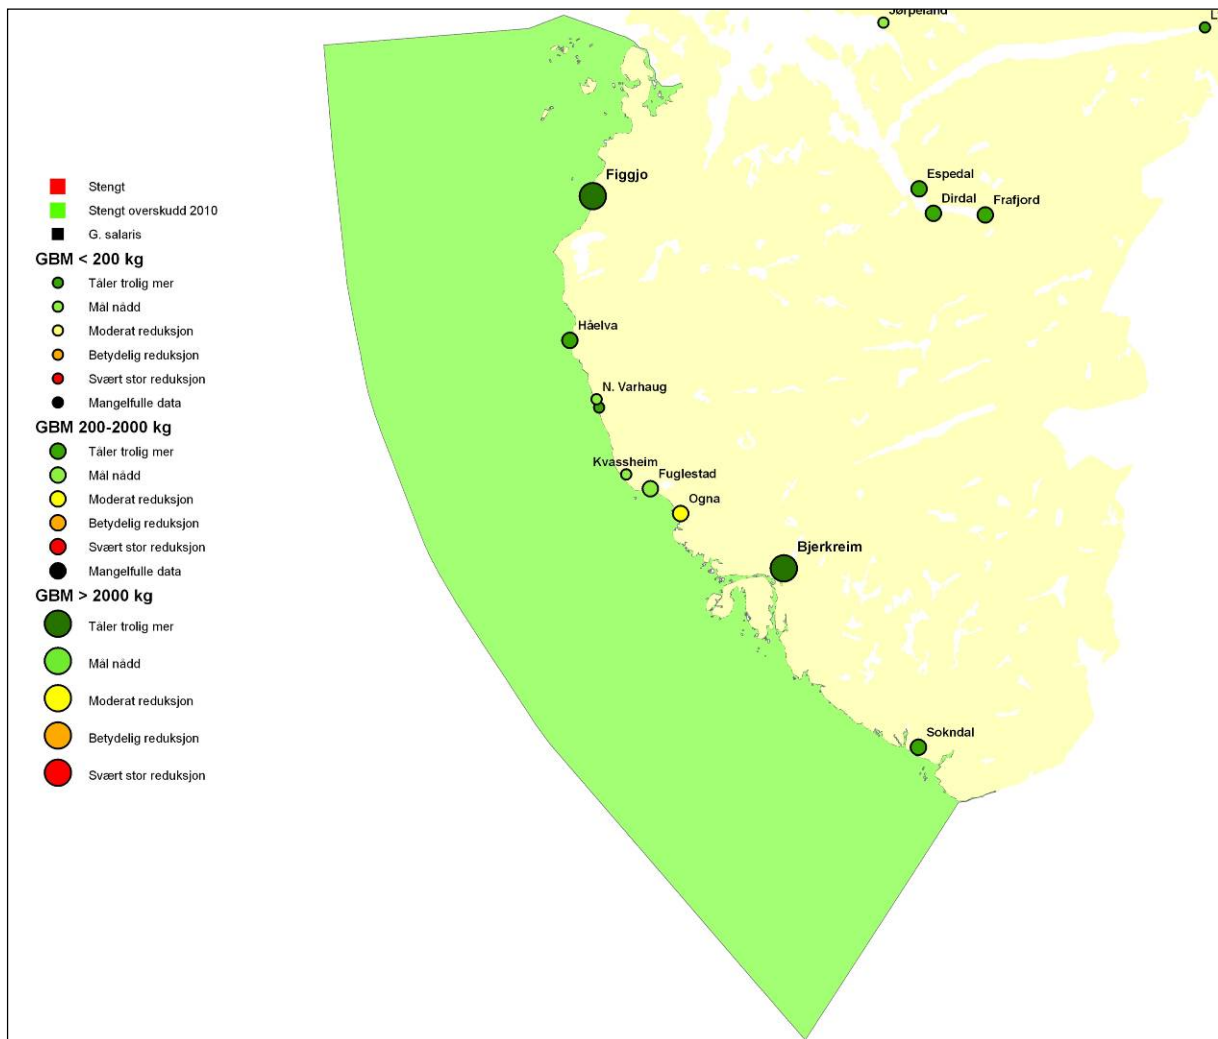 Jørpeland
Figgjo
Espedal
Dirdal
Frafjord
Stengt
Stengt overskudd 2010
G. salaris
GBM < 200 kg
Tåler trolig mer
Mål nådd
Moderat reduksjon
Betydelig reduksjon
Svært stor reduksjon
Mangelfulle data
GBM 200-2000 kg
Tåler trolig mer
Mål nådd
Moderat reduksjon
Betydelig reduksjon
Svært stor reduksjon
Mangelfulle data
GBM > 2000 kg
Tåler trolig mer
Mål nådd
Moderat reduksjon
Betydelig reduksjon
Svært stor reduksjon
Håelva
N. Varhaug
Kvassheim
Fuglestad
Ogna
Bjerkreim
Sokndal